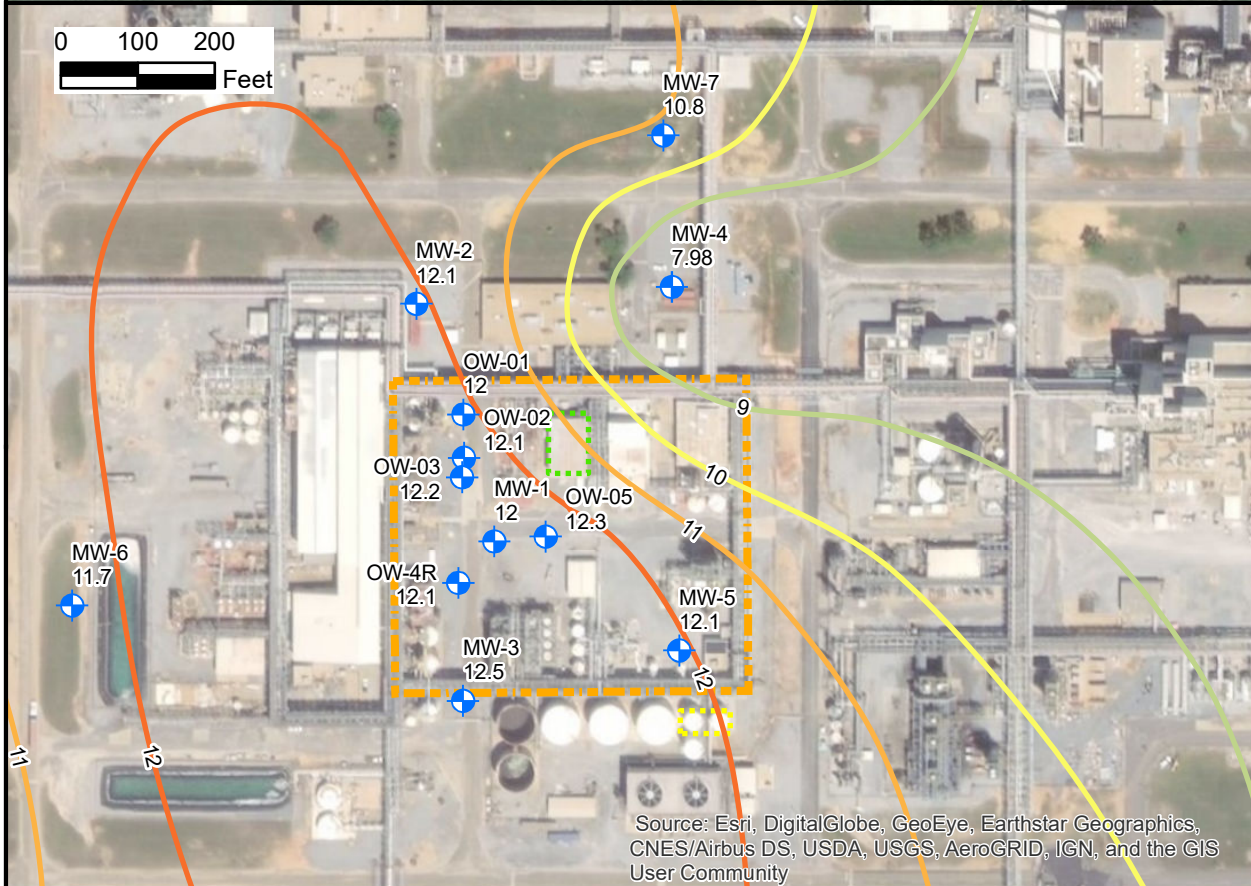 0 100 200
Feet
MW-7
10.8
MW-4
7.98
MW-2
12.1
OW-01
12
OW-02
12.1
OW-03
12.2
MW-1
12
OW-05
12.3
MW-6
11.7
OW-4R
12.1
MW-5
12.1
MW-3
12.5
9
10
11
12
11
12
Source: Esri, DigitalGlobe, GeoEye, Earthstar Geographics,
CNES/Airbus DS, USDA, USGS, AeroGRID, IGN, and the GIS
User Community